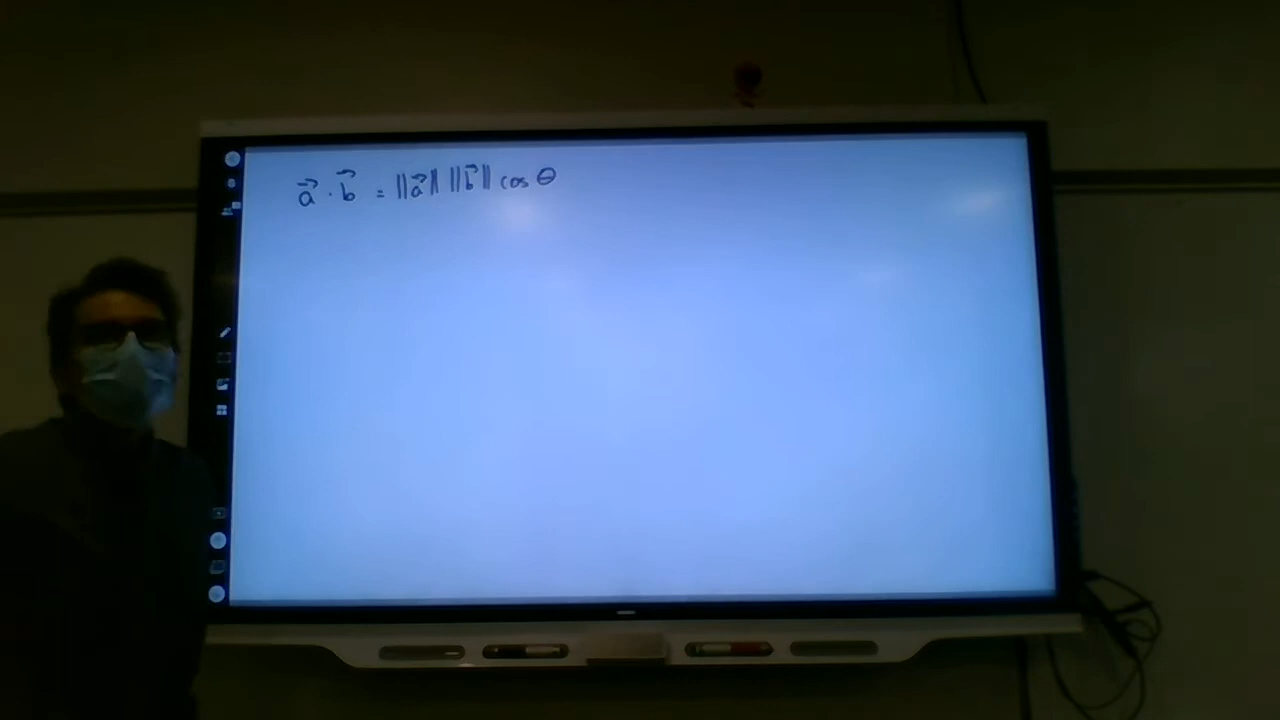 a⃗ · b⃗ = ||a⃗|| ||b⃗|| cos θ